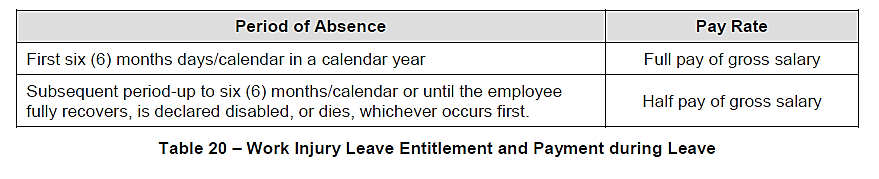 Period of Absence
Pay Rate
First six (6) months days/calendar in a calendar year
Full pay of gross salary
Subsequent period-up to six (6) months/calendar or until the employee
fully recovers, is declared disabled, or dies, whichever occurs first.
Half pay of gross salary
Table 20 – Work Injury Leave Entitlement and Payment during Leave